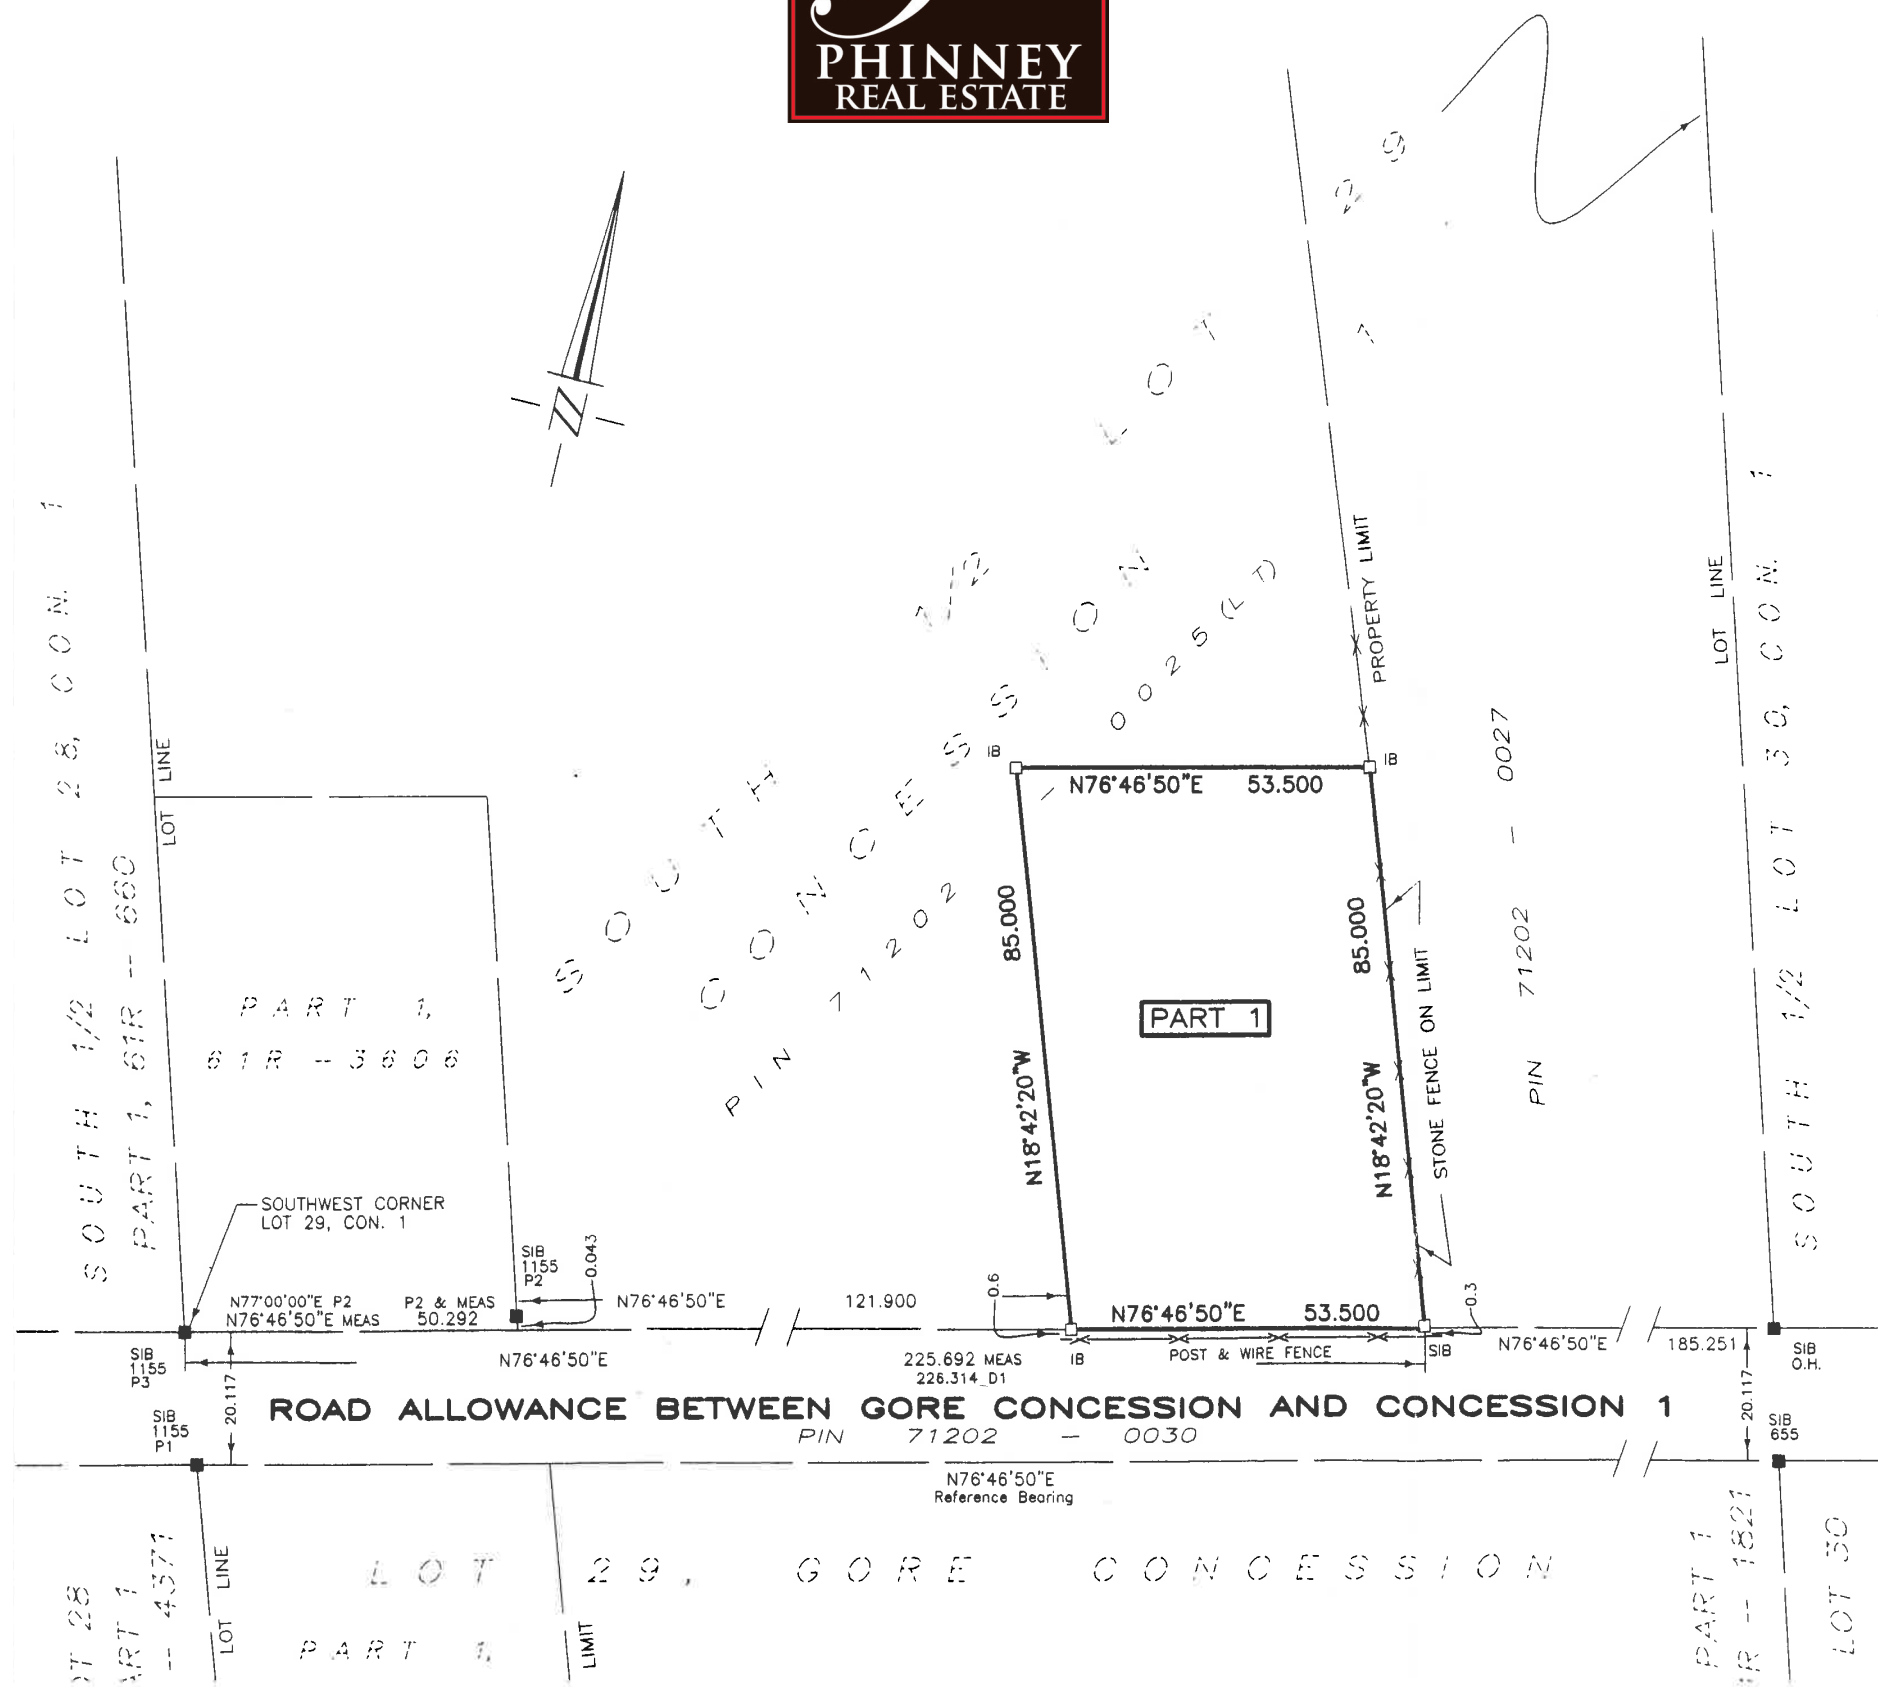 PHINNEY
REAL ESTATE
SOUTH 1/2 LOT 28, CON. 1
PART 1, 61R - 660
LOT LINE
PART 1,
61R - 3606
SOUTHWEST CORNER
LOT 29, CON. 1
N77°00'00"E P2
N76°46'50"E MEAS
P2 & MEAS
50.292
SIB
1155
P2
0.043
SIB
1155
P3
N76°46'50"E
N76°46'50"E
121.900
SOUTH 1/2 LOT 29
CONCESSION 1
PIN 71202 - 0025 (LT)
IB
IB
N76°46'50"E 53.500
85.000
N18°42'20"W
PART 1
85.000
N18°42'20"W
STONE FENCE ON LIMIT
PROPERTY LIMIT
PIN 71202 - 0027
LOT LINE
SOUTH 1/2 LOT 30, CON. 1
0.6
N76°46'50"E 53.500
0.3
IB
POST & WIRE FENCE
SIB
225.692 MEAS
226.314 D1
N76°46'50"E
185.251
SIB
O.H.
20.117
20.117
ROAD ALLOWANCE BETWEEN GORE CONCESSION AND CONCESSION 1
PIN 71202 - 0030
SIB
1155
P1
SIB
655
N76°46'50"E
Reference Bearing
LOT 29, GORE CONCESSION
PART 1,
LOT LINE
LIMIT
28
1
-- 4371
PART 1
-- 1821
LOT 30